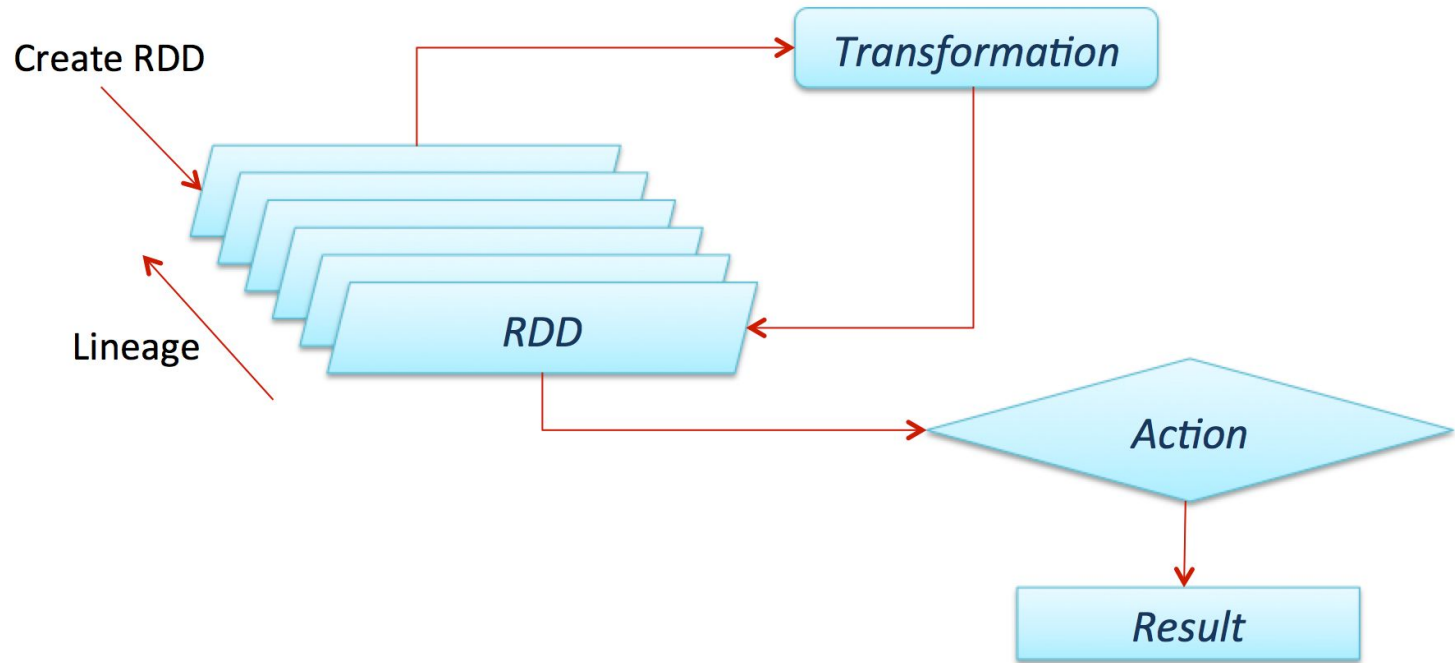 Create RDD
Transformation
RDD
Lineage
Action
Result